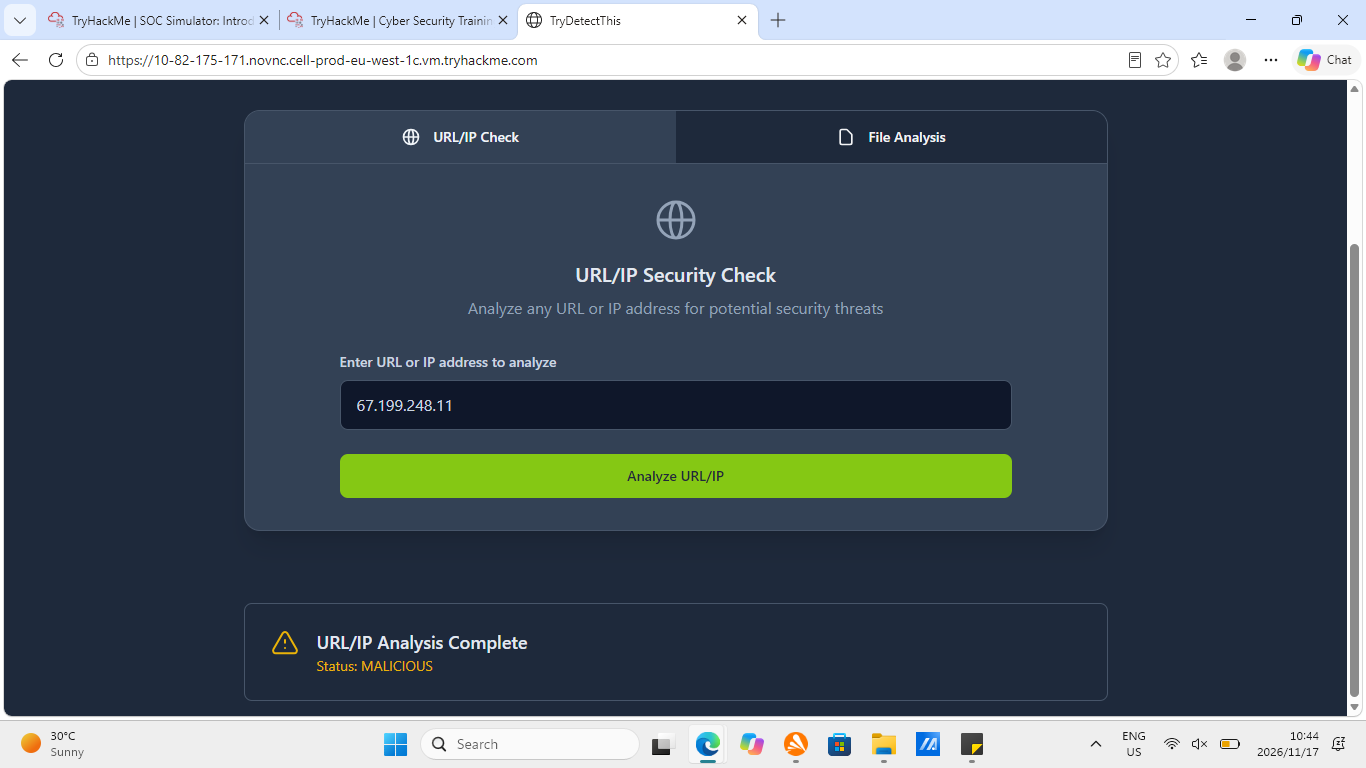 TryHackMe | SOC Simulator: Introd
TryHackMe | Cyber Security Trainin
TryDetectThis
https://10-82-175-171.novnc.cell-prod-eu-west-1c.vm.tryhackme.com
Chat
URL/IP Check
File Analysis
URL/IP Security Check
Analyze any URL or IP address for potential security threats
Enter URL or IP address to analyze
67.199.248.11
Analyze URL/IP
URL/IP Analysis Complete
Status: MALICIOUS
30°C
Sunny
Search
ENG
US
10:44
2026/11/17